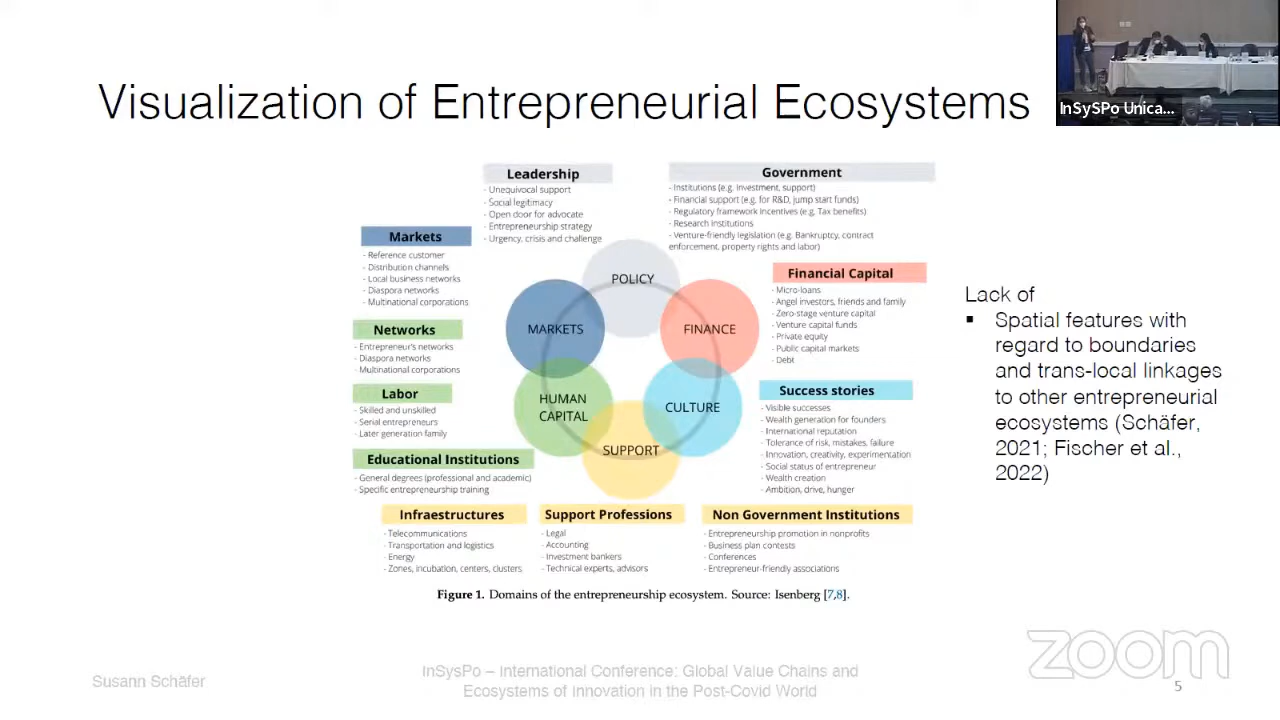 Visualization of Entrepreneurial Ecosystems
InSySPo Unica...
Leadership
- Unequivocal support
- Social legitimacy
- Open door for advocate
- Entrepreneurship strategy
- Urgency, crisis and challenge
Government
- Institutions (e.g. investment, support)
- Financial support (e.g. for R&D, jump start funds)
- Regulatory framework Incentives (e.g. Tax benefits)
- Research institutions
- Venture-friendly legislation (e.g. Bankruptcy, contract
enforcement, property rights and labor)
Markets
- Reference customer
- Distribution channels
- Local business networks
- Diaspora networks
- Multinational corporations
Networks
- Entrepreneur's networks
- Diaspora networks
- Multinational corporations
Labor
- Skilled and unskilled
- Serial entrepreneurs
- Later generation family
Educational Institutions
- General degrees (professional and academic)
- Specific entrepreneurship training
POLICY
MARKETS
FINANCE
HUMAN
CAPITAL
CULTURE
SUPPORT
Financial Capital
- Micro-loans
- Angel investors, friends and family
- Zero-stage venture capital
- Venture capital funds
- Private equity
- Public capital markets
- Debt
Success stories
- Visible successes
- Wealth generation for founders
- International reputation
- Tolerance of risk, mistakes, failure
- Innovation, creativity, experimentation
- Social status of entrepreneur
- Wealth creation
- Ambition, drive, hunger
Infraestructures
- Telecommunications
- Transportation and logistics
- Energy
- Zones, incubation, centers, clusters
Support Professions
- Legal
- Accounting
- Investment bankers
- Technical experts, advisors
Non Government Institutions
- Entrepreneurship promotion in nonprofits
- Business plan contests
- Conferences
- Entrepreneur-friendly associations
Figure 1. Domains of the entrepreneurship ecosystem. Source: Isenberg [7,8].
Lack of
▪ Spatial features with
regard to boundaries
and trans-local linkages
to other entrepreneurial
ecosystems (Schäfer,
2021; Fischer et al.,
2022)
zoom
Susann Schäfer
InSysPo – International Conference: Global Value Chains and
Ecosystems of Innovation in the Post-Covid World
5